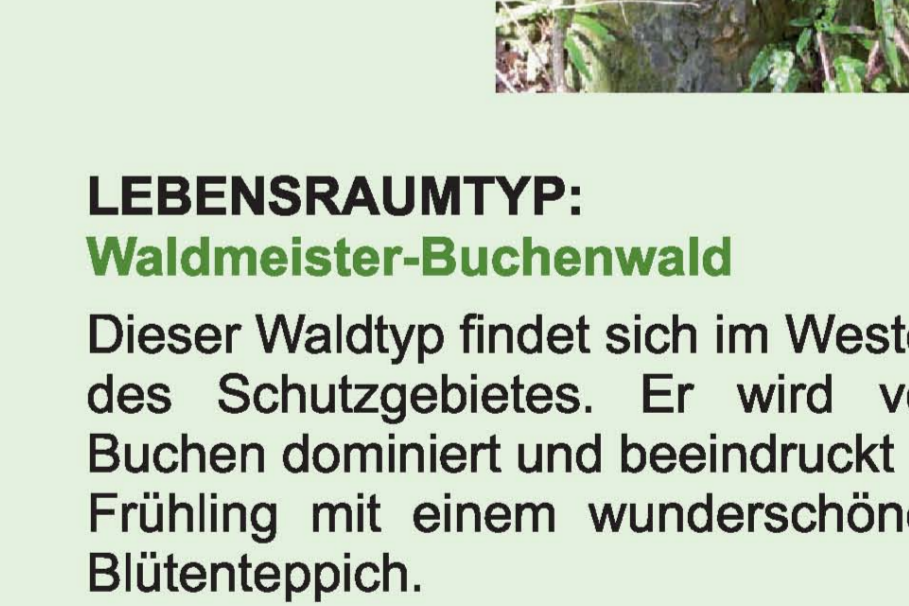 LEBENSRAUMTYP:
Waldmeister-Buchenwald
Dieser Waldtyp findet sich im
des Schutzgebietes. Er wird
Buchen dominiert und beeindruckt
Frühling mit einem
Blütenteppich.